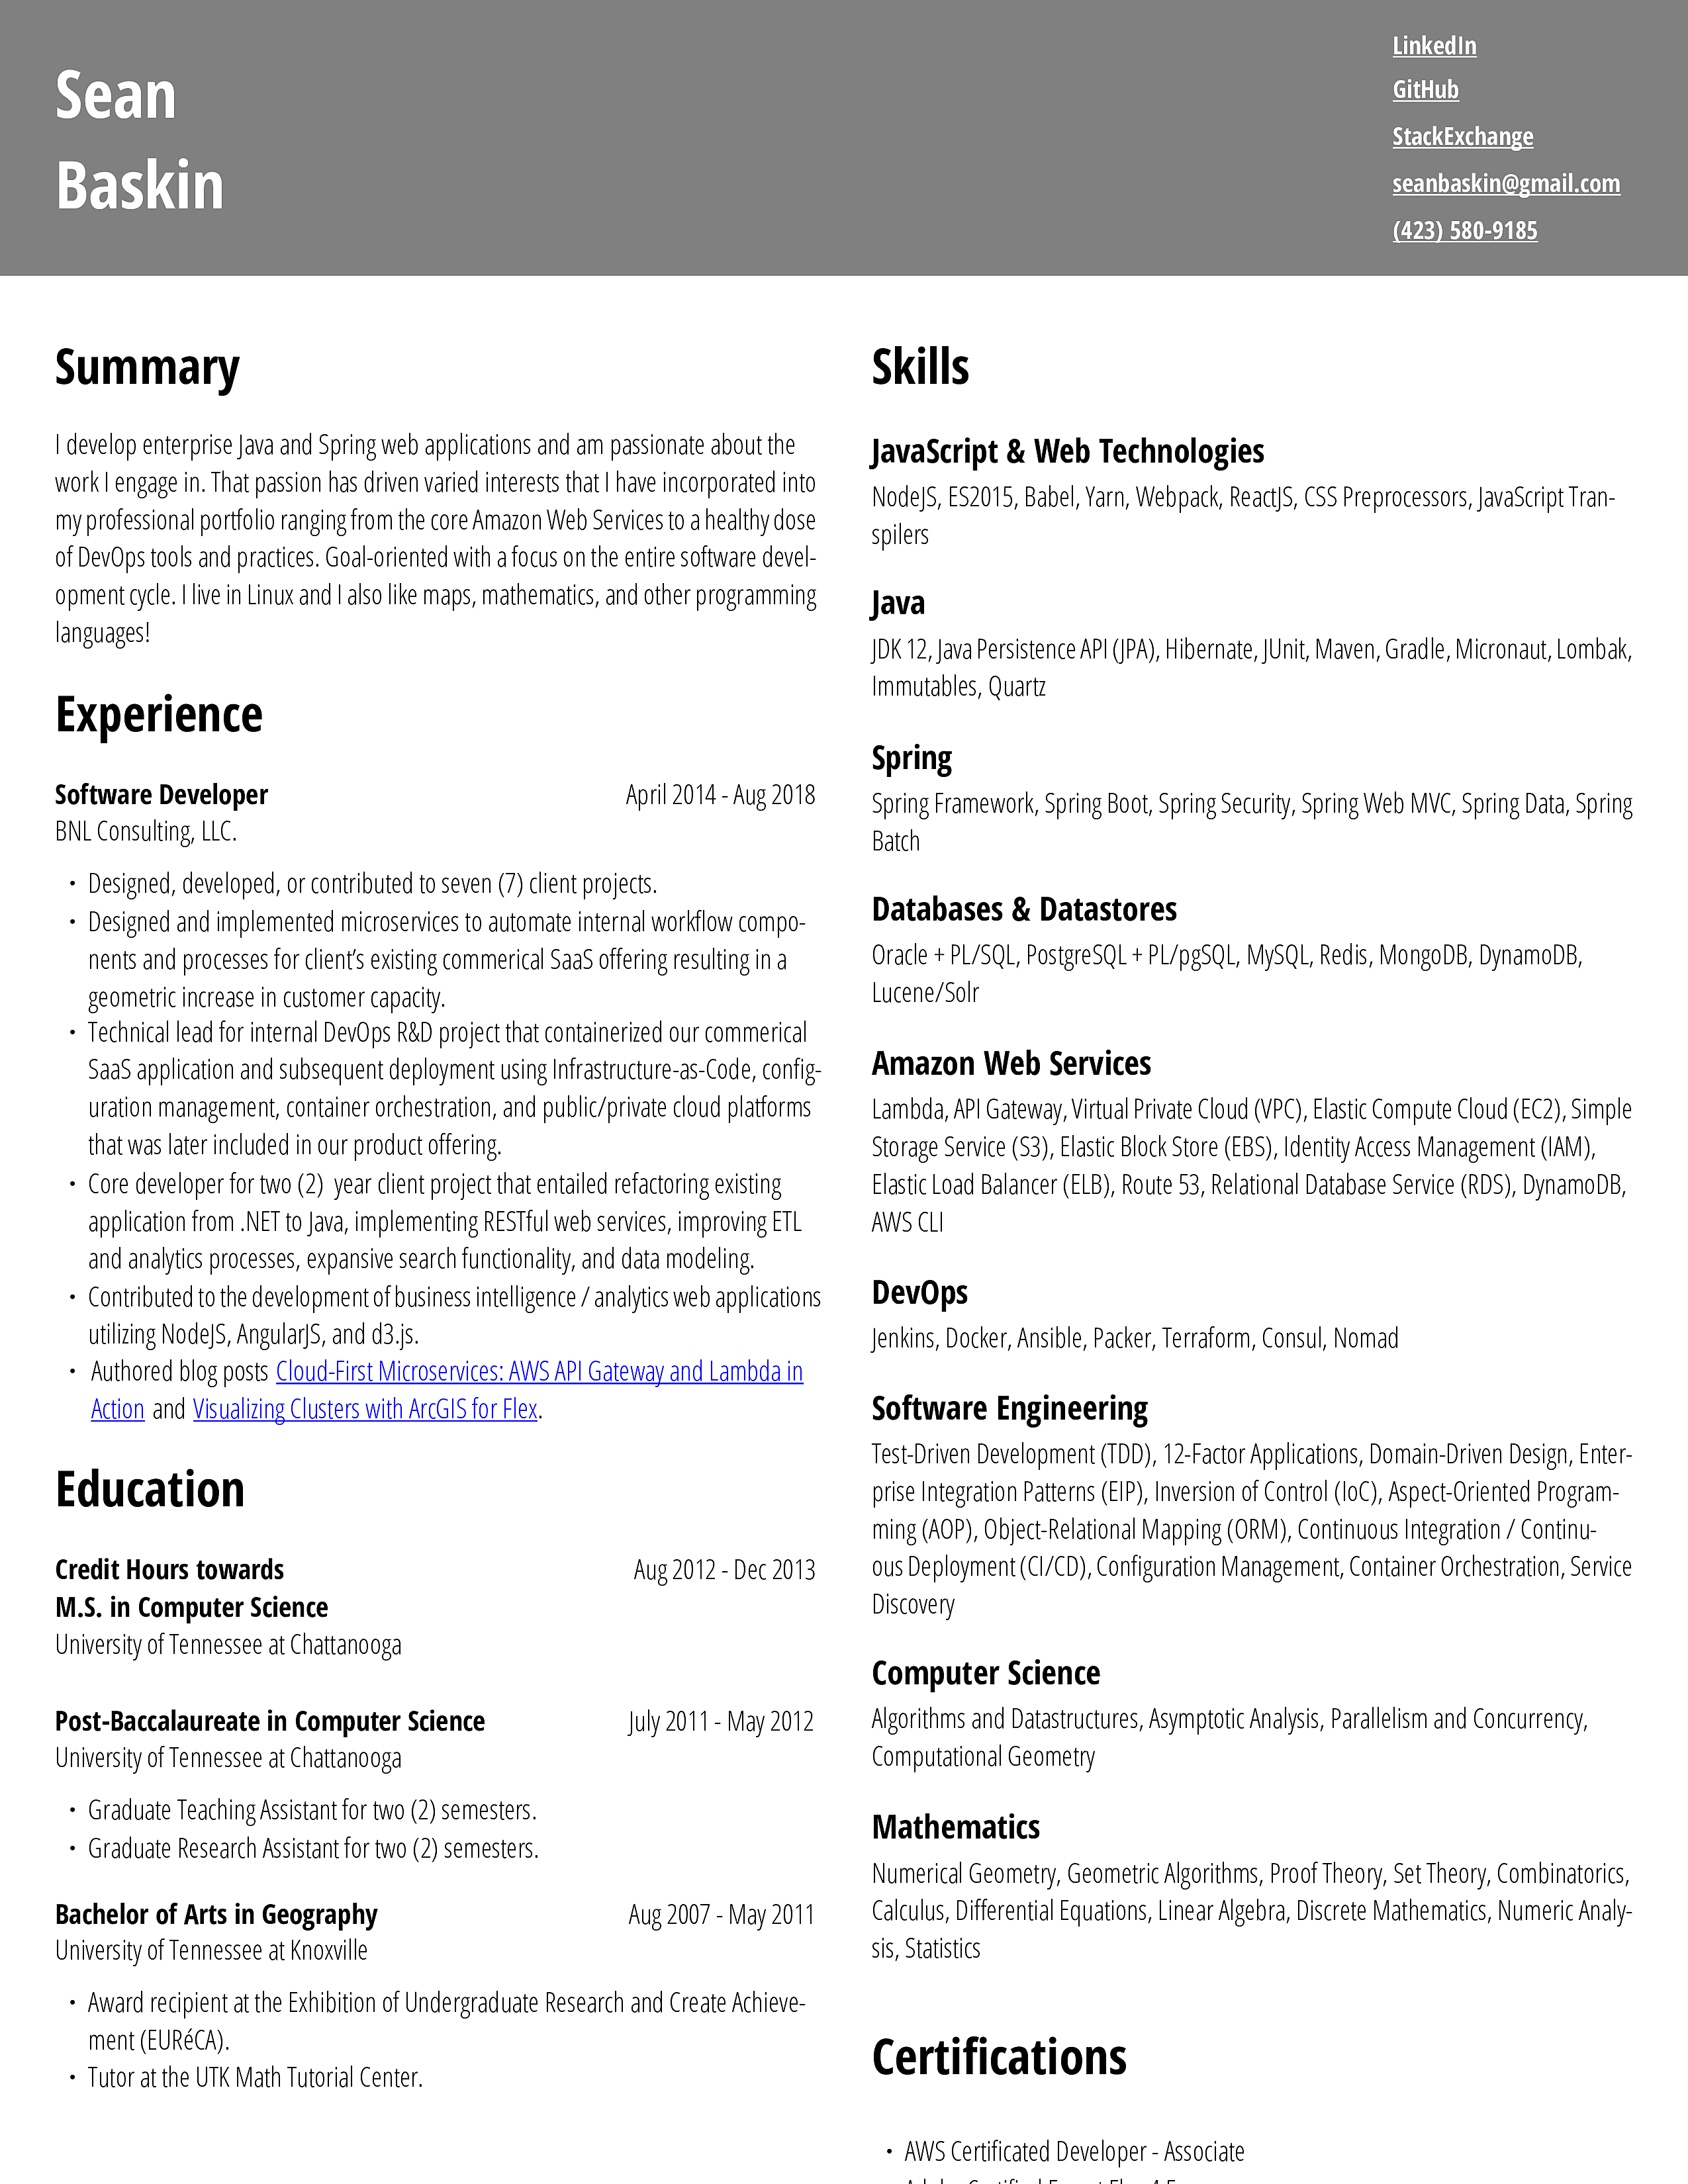 Sean
Baskin
LinkedIn
GitHub
StackExchange
seanbaskin@gmail.com
(423) 580-9185
Summary
I develop enterprise Java and Spring web applications and am passionate about the
work I engage in. That passion has driven varied interests that I have incorporated into
my professional portfolio ranging from the core Amazon Web Services to a healthy dose
of DevOps tools and practices. Goal-oriented with a focus on the entire software devel-
opment cycle. I live in Linux and I also like maps, mathematics, and other programming
languages!
Experience
Software Developer April 2014 - Aug 2018
BNL Consulting, LLC.
• Designed, developed, or contributed to seven (7) client projects.
• Designed and implemented microservices to automate internal workflow compo-
nents and processes for client’s existing commerical SaaS offering resulting in a
geometric increase in customer capacity.
• Technical lead for internal DevOps R&D project that containerized our commerical
SaaS application and subsequent deployment using Infrastructure-as-Code, config-
uration management, container orchestration, and public/private cloud platforms
that was later included in our product offering.
• Core developer for two (2) year client project that entailed refactoring existing
application from .NET to Java, implementing RESTful web services, improving ETL
and analytics processes, expansive search functionality, and data modeling.
• Contributed to the development of business intelligence / analytics web applications
utilizing NodeJS, AngularJS, and d3.js.
• Authored blog posts Cloud-First Microservices: AWS API Gateway and Lambda in
Action and Visualizing Clusters with ArcGIS for Flex.
Education
Credit Hours towards Aug 2012 - Dec 2013
M.S. in Computer Science
University of Tennessee at Chattanooga
Post-Baccalaureate in Computer Science July 2011 - May 2012
University of Tennessee at Chattanooga
• Graduate Teaching Assistant for two (2) semesters.
• Graduate Research Assistant for two (2) semesters.
Bachelor of Arts in Geography Aug 2007 - May 2011
University of Tennessee at Knoxville
• Award recipient at the Exhibition of Undergraduate Research and Create Achieve-
ment (EURéCA).
• Tutor at the UTK Math Tutorial Center.
Skills
JavaScript & Web Technologies
NodeJS, ES2015, Babel, Yarn, Webpack, ReactJS, CSS Preprocessors, JavaScript Tran-
spilers
Java
JDK 12, Java Persistence API (JPA), Hibernate, JUnit, Maven, Gradle, Micronaut, Lombak,
Immutables, Quartz
Spring
Spring Framework, Spring Boot, Spring Security, Spring Web MVC, Spring Data, Spring
Batch
Databases & Datastores
Oracle + PL/SQL, PostgreSQL + PL/pgSQL, MySQL, Redis, MongoDB, DynamoDB,
Lucene/Solr
Amazon Web Services
Lambda, API Gateway, Virtual Private Cloud (VPC), Elastic Compute Cloud (EC2), Simple
Storage Service (S3), Elastic Block Store (EBS), Identity Access Management (IAM),
Elastic Load Balancer (ELB), Route 53, Relational Database Service (RDS), DynamoDB,
AWS CLI
DevOps
Jenkins, Docker, Ansible, Packer, Terraform, Consul, Nomad
Software Engineering
Test-Driven Development (TDD), 12-Factor Applications, Domain-Driven Design, Enter-
prise Integration Patterns (EIP), Inversion of Control (IoC), Aspect-Oriented Program-
ming (AOP), Object-Relational Mapping (ORM), Continuous Integration / Continu-
ous Deployment (CI/CD), Configuration Management, Container Orchestration, Service
Discovery
Computer Science
Algorithms and Datastructures, Asymptotic Analysis, Parallelism and Concurrency,
Computational Geometry
Mathematics
Numerical Geometry, Geometric Algorithms, Proof Theory, Set Theory, Combinatorics,
Calculus, Differential Equations, Linear Algebra, Discrete Mathematics, Numeric Analy-
sis, Statistics
Certifications
• AWS Certificated Developer - Associate